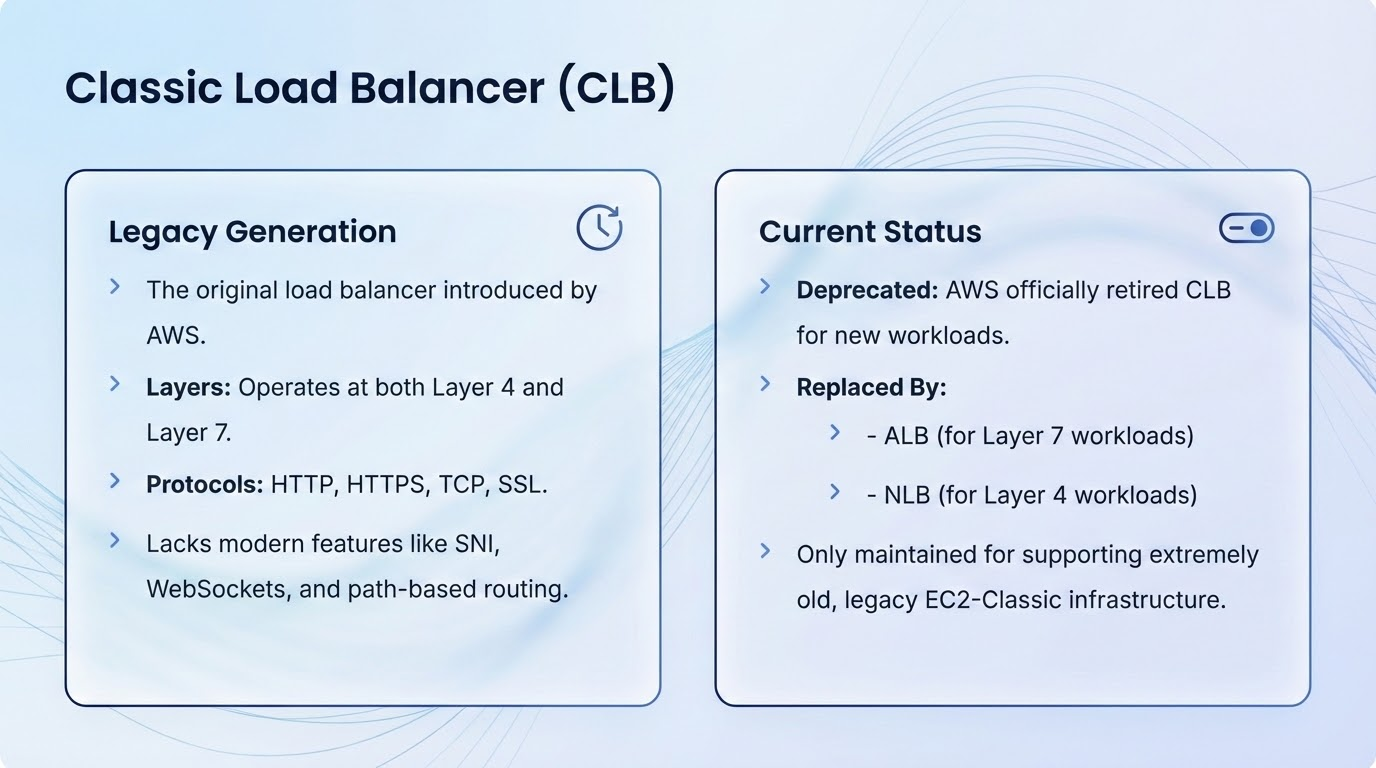 Classic Load Balancer (CLB)
Legacy Generation
The original load balancer introduced by
AWS.
Layers: Operates at both Layer 4 and
Layer 7.
Protocols: HTTP, HTTPS, TCP, SSL.
Lacks modern features like SNI,
WebSockets, and path-based routing.
Current Status
Deprecated: AWS officially retired CLB
for new workloads.
Replaced By:
- ALB (for Layer 7 workloads)
- NLB (for Layer 4 workloads)
Only maintained for supporting extremely
old, legacy EC2-Classic infrastructure.